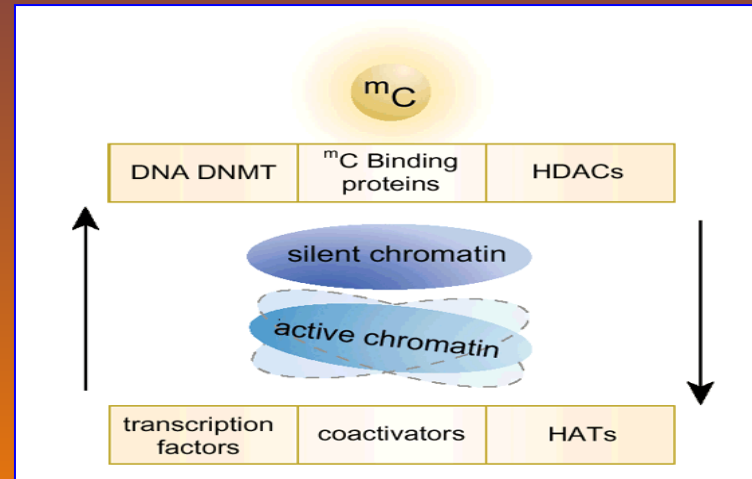 mC
DNA DNMT
mC Binding
proteins
HDACs
silent chromatin
active chromatin
transcription
factors
coactivators
HATs